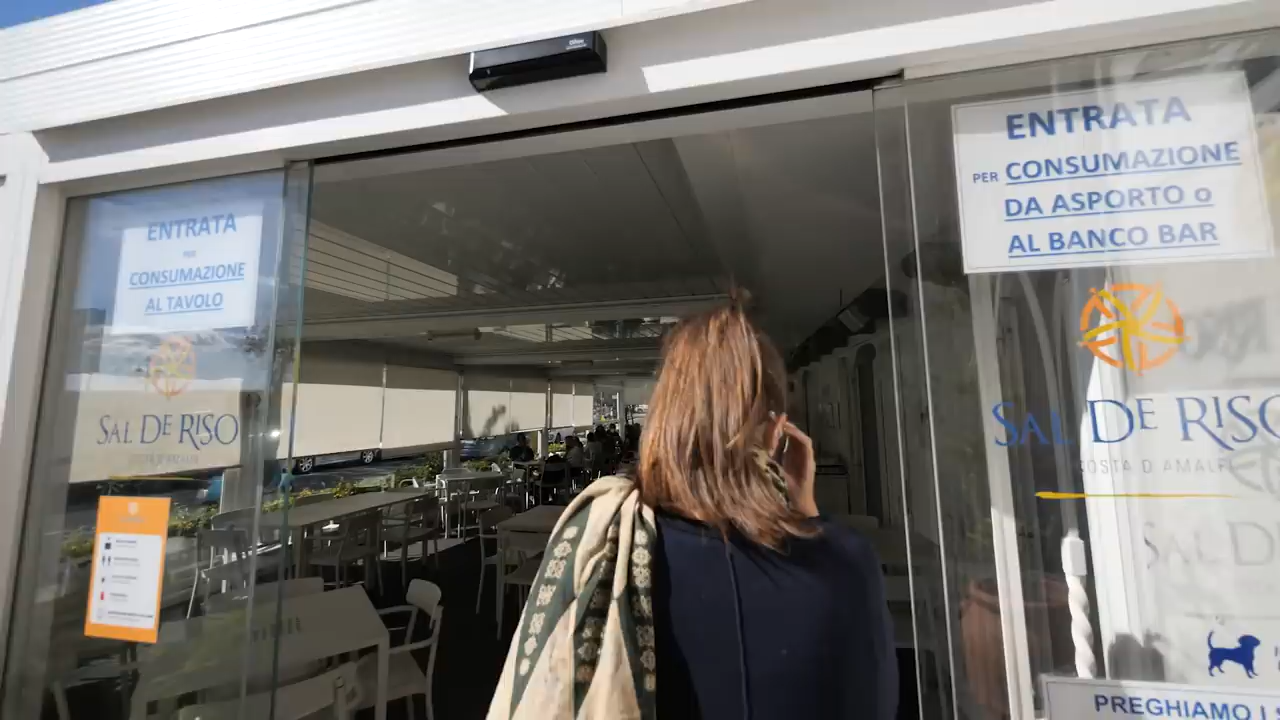 ENTRATA
PER
CONSUMAZIONE
AL TAVOLO
SAL DE RISO
ENTRATA
PER CONSUMAZIONE
DA ASPORTO o
AL BANCO BAR
SAL DE RISO
COSTA D'AMALFI
SAL D
PREGHIAMO I